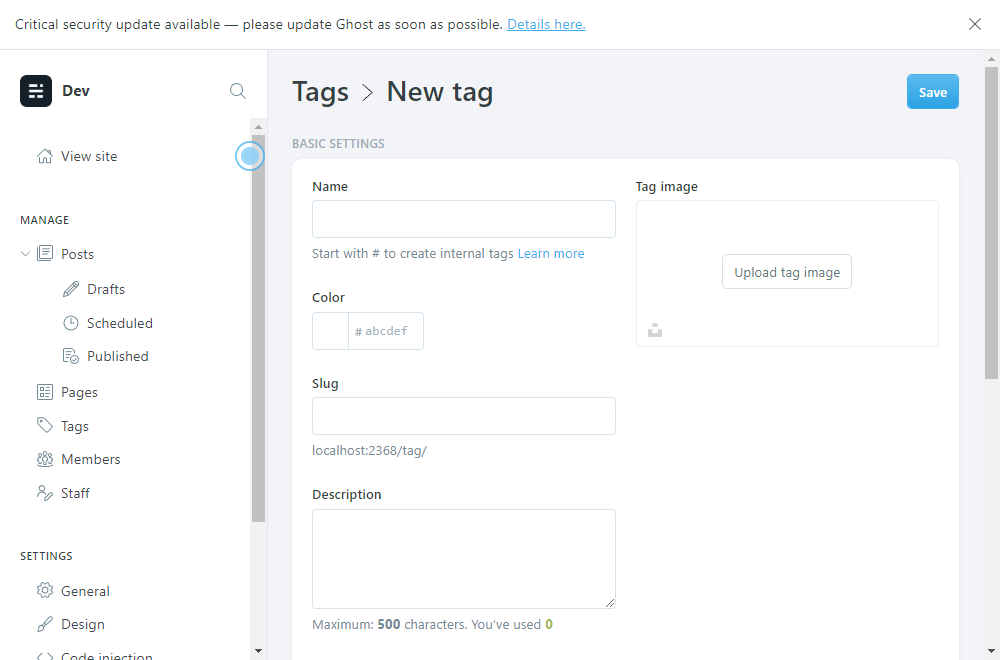 Critical security update available — please update Ghost as soon as possible. Details here.
Dev
View site
MANAGE
Posts
Drafts
Scheduled
Published
Pages
Tags
Members
Staff
SETTINGS
General
Design
Code injection
Tags > New tag
Save
BASIC SETTINGS
Name
Start with # to create internal tags Learn more
Color
# abcdef
Slug
localhost:2368/tag/
Description
Maximum: 500 characters. You've used 0
Tag image
Upload tag image